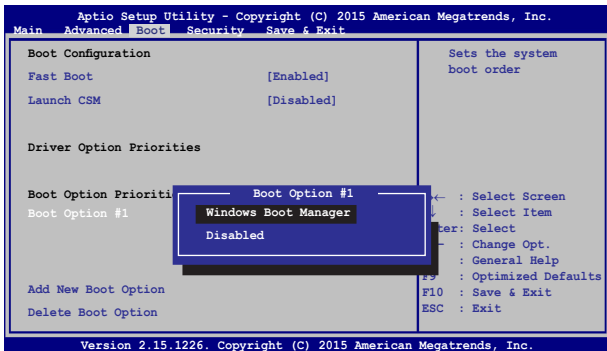 Aptio Setup Utility - Copyright (C) 2015 American Megatrends, Inc.
Main Advanced Boot Security Save & Exit
Boot Configuration
Fast Boot [Enabled]
Launch CSM [Disabled]
Driver Option Priorities
Boot Option
Boot Option #1
Boot Option #1
Windows Boot Manager
Disabled
Add New Boot Option
Delete Boot Option
Sets the system
boot order
← : Select Screen
: Select Item
: Select
: Change Opt.
: General Help
F9 : Optimized Defaults
F10 : Save & Exit
ESC : Exit
Version 2.15.1226. Copyright (C) 2015 American Megatrends, Inc.